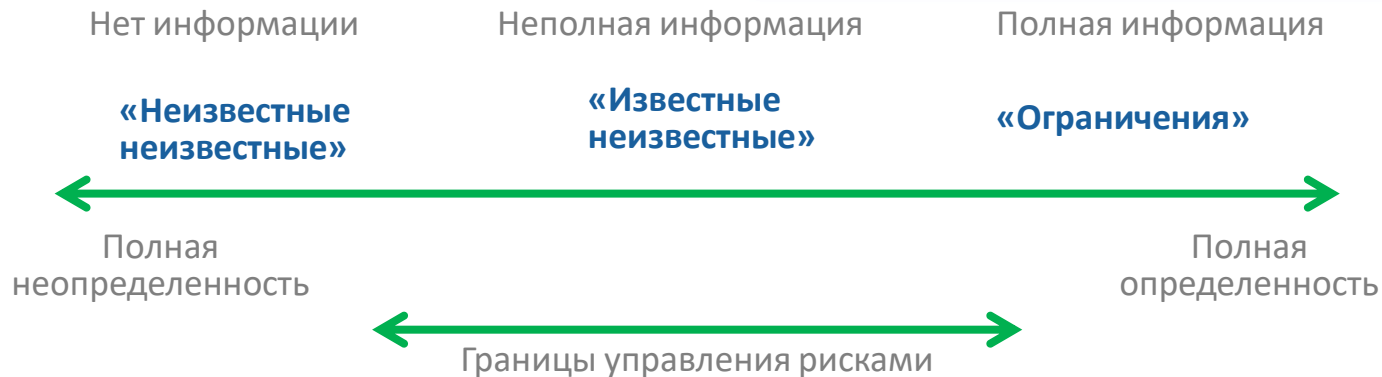 Нет информации
Неполная информация
Полная информация
«Неизвестные
неизвестные»
«Известные
неизвестные»
«Ограничения»
Полная
неопределенность
Полная
определенность
Границы управления рисками